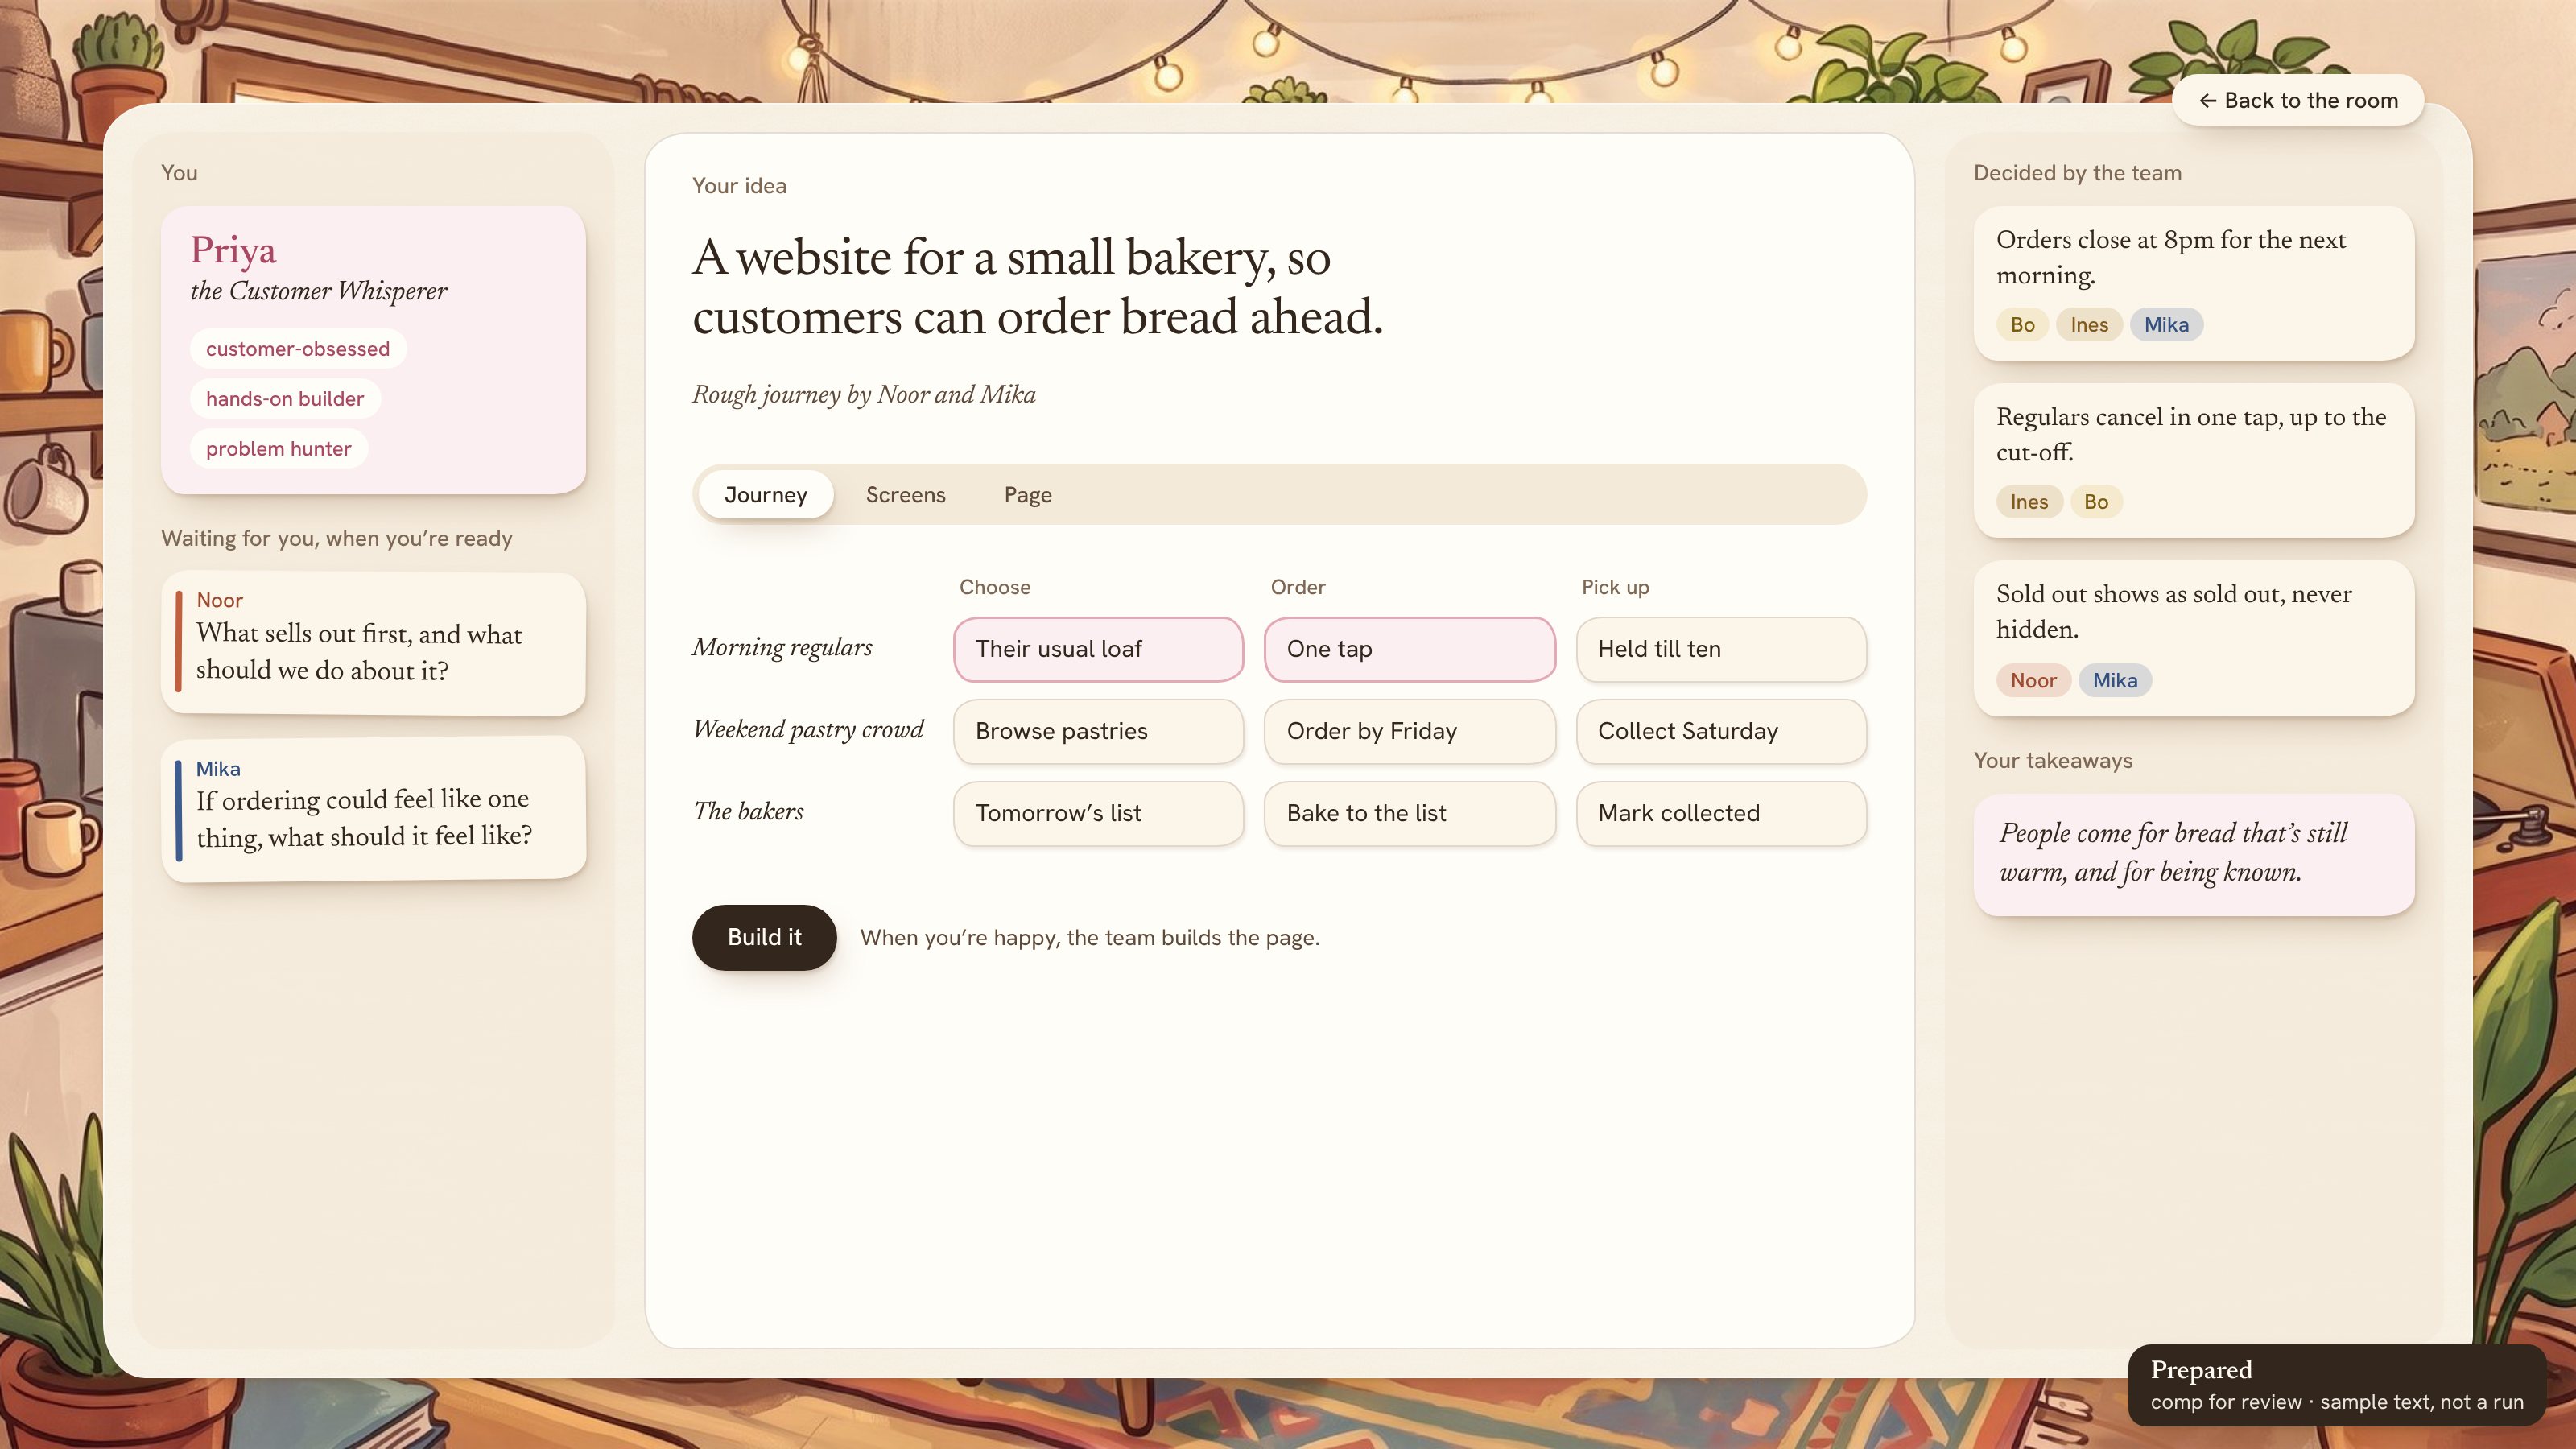 ← Back to the room
You
Priya
the Customer Whisperer
customer-obsessed
hands-on builder
problem hunter
Waiting for you, when you’re ready
Noor
What sells out first, and what
should we do about it?
Mika
If ordering could feel like one
thing, what should it feel like?
Your idea
A website for a small bakery, so
customers can order bread ahead.
Rough journey by Noor and Mika
Journey Screens Page
Choose Order Pick up
Morning regulars Their usual loaf One tap Held till ten
Weekend pastry crowd Browse pastries Order by Friday Collect Saturday
The bakers Tomorrow’s list Bake to the list Mark collected
Build it When you’re happy, the team builds the page.
Decided by the team
Orders close at 8pm for the next
morning.
Bo Ines Mika
Regulars cancel in one tap, up to the
cut-off.
Ines Bo
Sold out shows as sold out, never
hidden.
Noor Mika
Your takeaways
People come for bread that’s still
warm, and for being known.
Prepared
comp for review · sample text, not a run